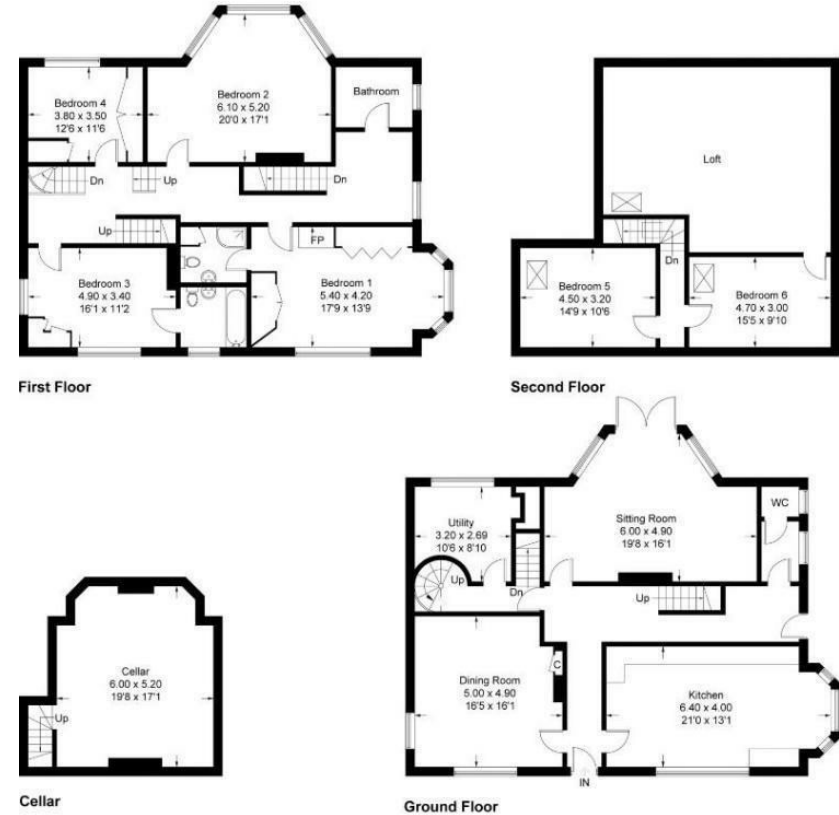 Bedroom 4
3.80 x 3.50
12'6 x 11'6
Bedroom 2
6.10 x 5.20
20'0 x 17'1
Bathroom
Dn
Up
Dn
Up
FP
Bedroom 3
4.90 x 3.40
16'1 x 11'2
Bedroom 1
5.40 x 4.20
17'9 x 13'9
First Floor
Loft
Dn
Bedroom 5
4.50 x 3.20
14'9 x 10'6
Bedroom 6
4.70 x 3.00
15'5 x 9'10
Second Floor
Cellar
6.00 x 5.20
19'8 x 17'1
Up
Cellar
Utility
3.20 x 2.69
10'6 x 8'10
Sitting Room
6.00 x 4.90
19'8 x 16'1
WC
Up
Dn
Up
Dining Room
5.00 x 4.90
16'5 x 16'1
C
Kitchen
6.40 x 4.00
21'0 x 13'1
IN
Ground Floor